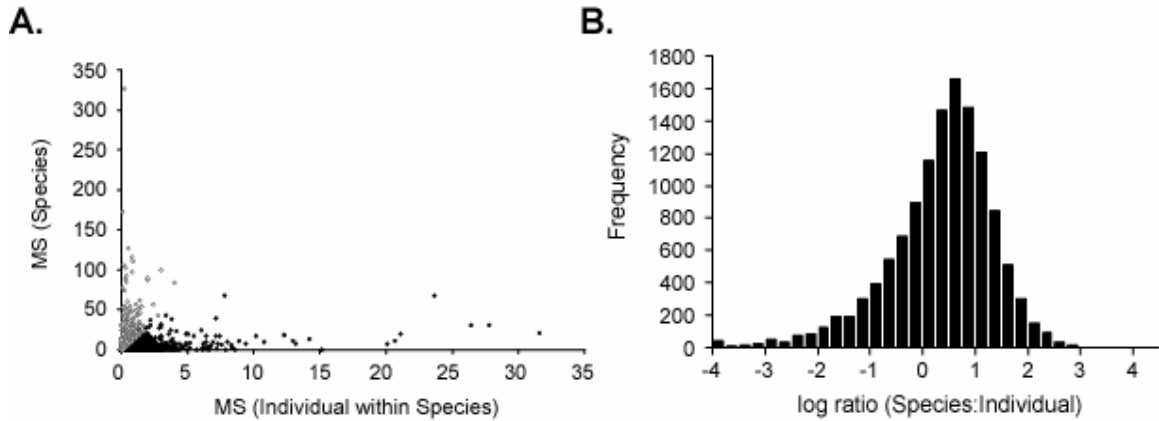 A.
MS (Species)
350
300
250
200
150
100
50
0
0 5 10 15 20 25 30 35
MS (Individual within Species)
B.
Frequency
1800
1600
1400
1200
1000
800
600
400
200
0
-4 -3 -2 -1 0 1 2 3 4
log ratio (Species:Individual)